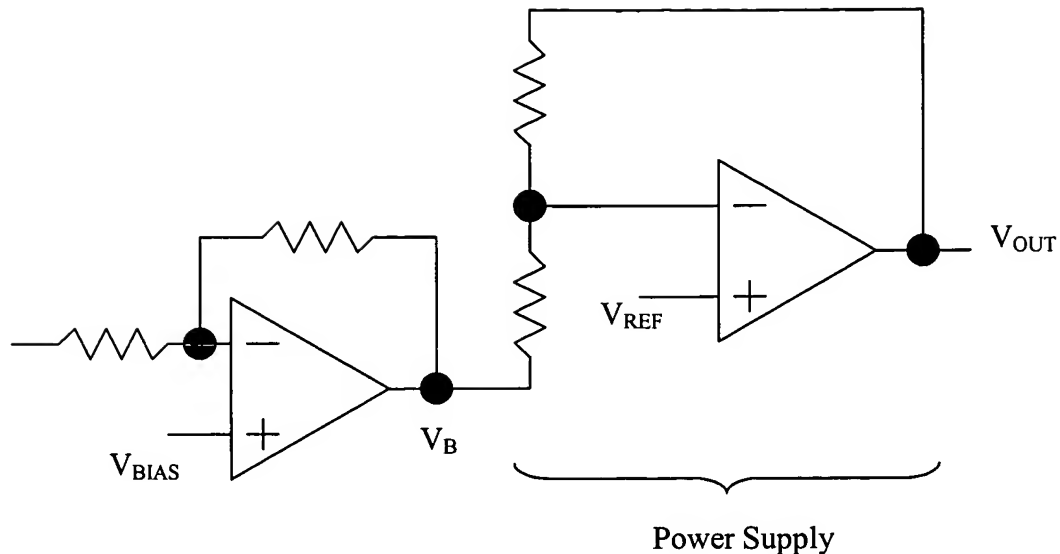 −
+
V_REF
V_OUT
−
+
V_BIAS
V_B
Power Supply